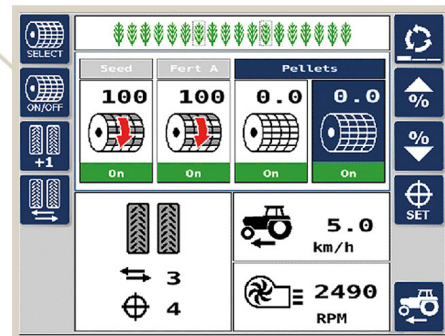 SELECT
ON/OFF
+1
Seed
Fert A
Pellets
100
100
0.0
0.0
On
On
On
On
3
4
5.0
km/h
2490
RPM
%
%
SET